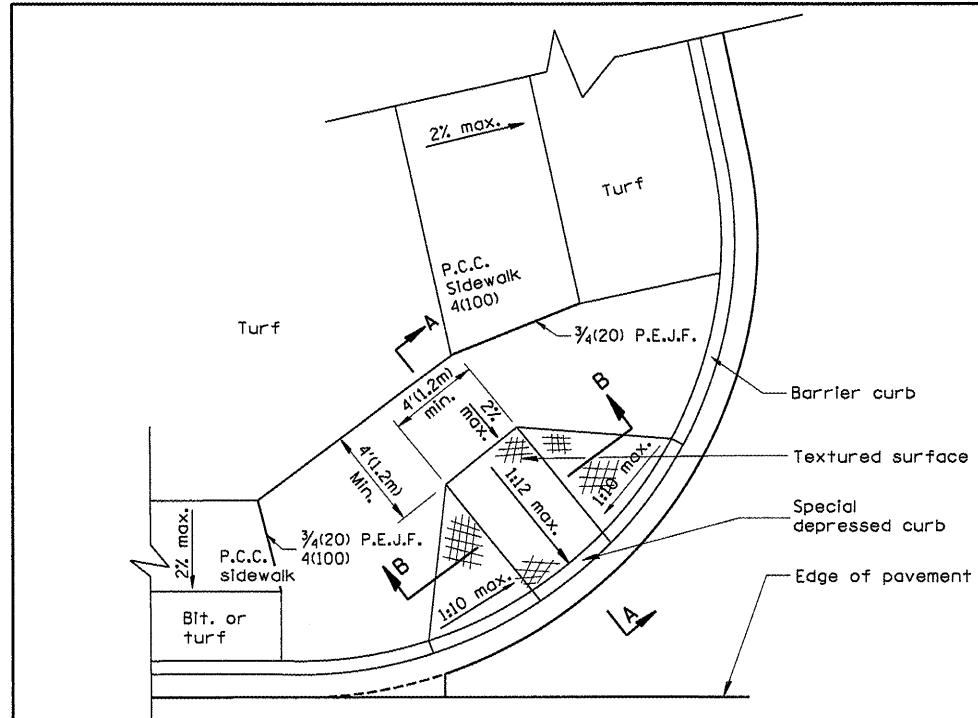 2% max.
Turf
P.C.C.
Sidewalk
4(100)
Turf
A
3/4(20) P.E.J.F.
4'(1.2m)
min.
2%
max.
B
Barrier curb
4'(1.2m)
Min.
Textured surface
1:12 max.
1:10 max.
Special
depressed curb
3/4(20) P.E.J.F.
4(100)
P.C.C.
sidewalk
2% max.
B
Edge of pavement
1:10 max.
A
Bit. or
turf